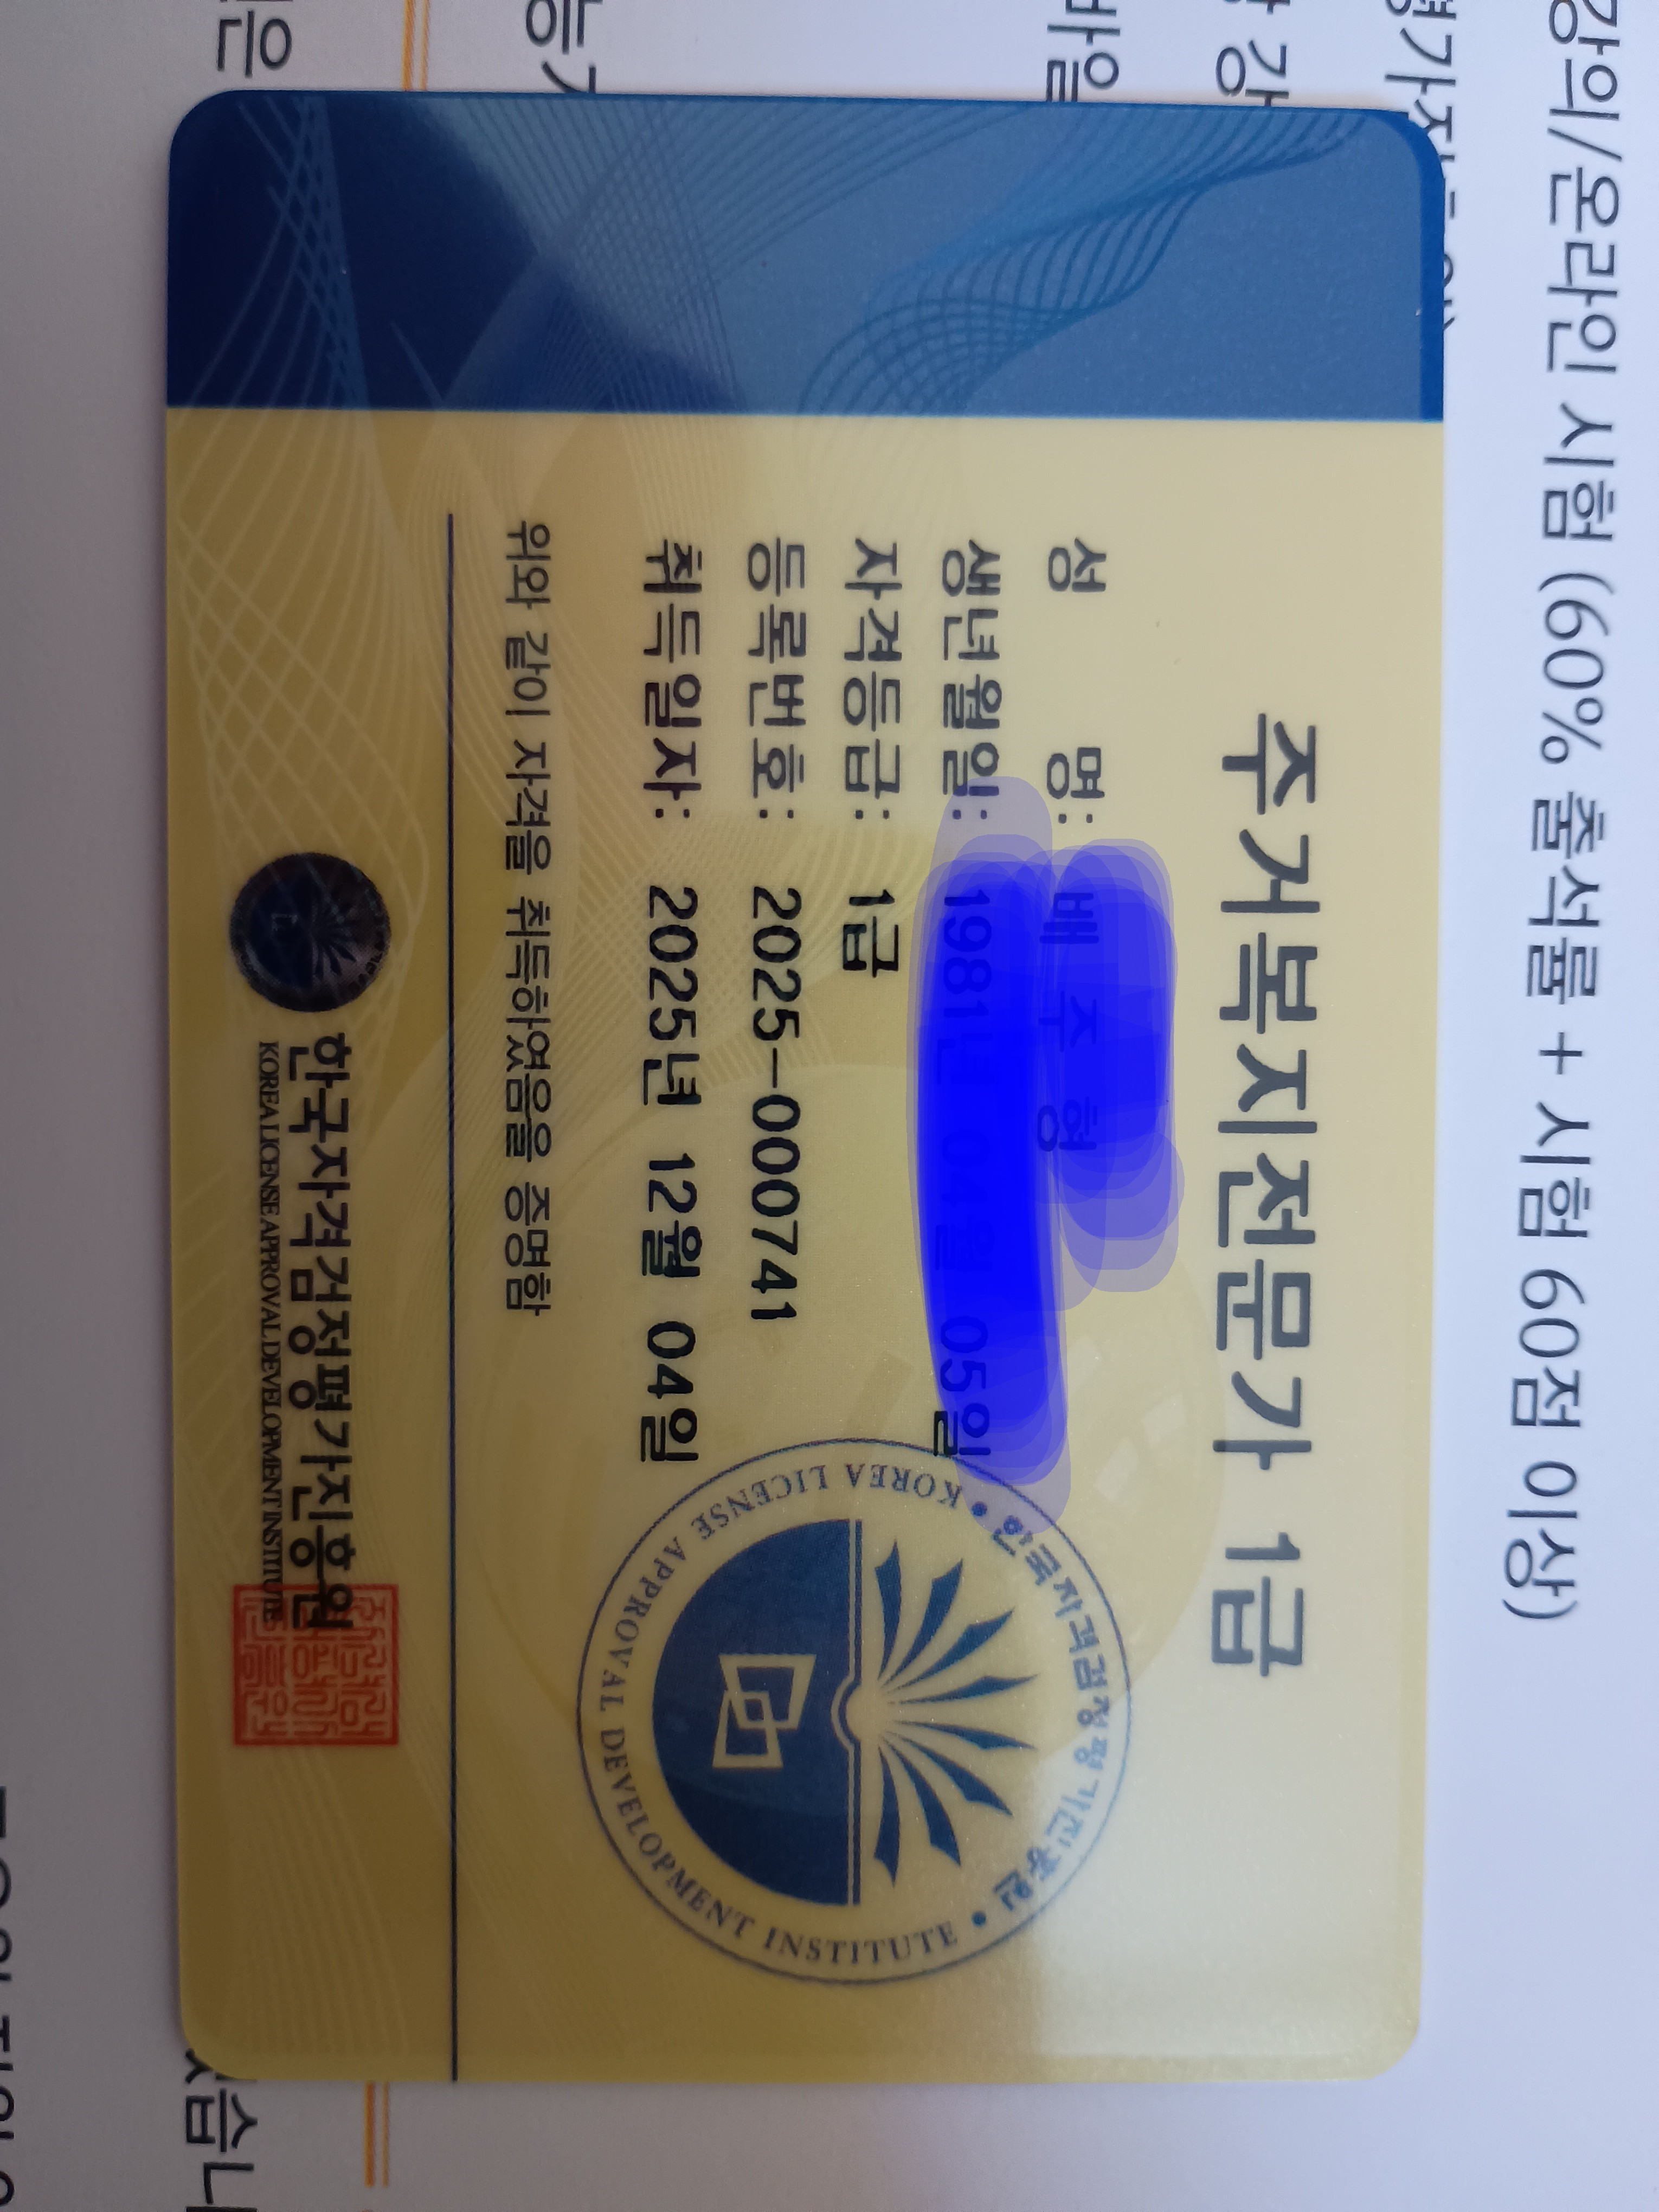 강의/온라인 시험 (60% 출석률 + 시험 60점 이상)
주거복지전문가 1급
성 명:
생년월일:
자격등급: 1급
등록번호: 2025-000741
취득일자: 2025년 12월 04일
위와 같이 자격을 취득하였음을 증명함
한국자격검정평가진흥원
KOREA LICENSE APPROVAL DEVELOPMENT INSTITUTE
한국자격검정평가진흥원
KOREA LICENSE APPROVAL DEVELOPMENT INSTITUTE